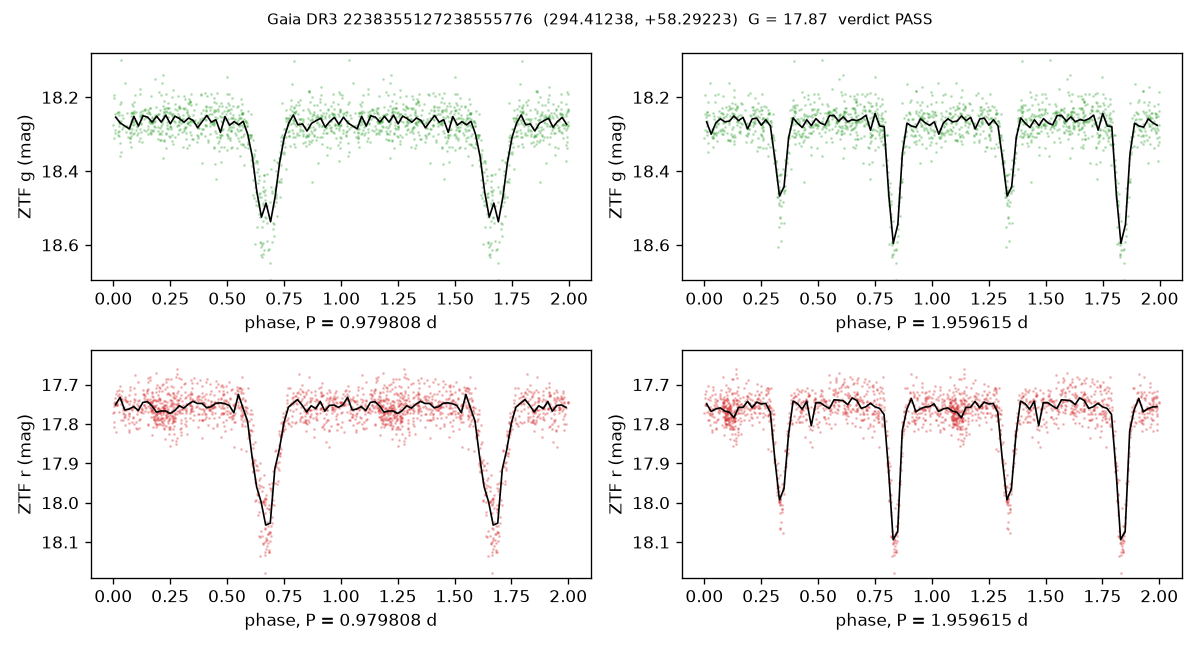 Gaia DR3 2238355127238555776  (294.41238, +58.29223)  G = 17.87  verdict PASS
ZTF g (mag)
18.2
18.4
18.6
0.00 0.25 0.50 0.75 1.00 1.25 1.50 1.75 2.00
phase, P = 0.979808 d
ZTF g (mag)
18.2
18.4
18.6
0.00 0.25 0.50 0.75 1.00 1.25 1.50 1.75 2.00
phase, P = 1.959615 d
ZTF r (mag)
17.7
17.8
17.9
18.0
18.1
0.00 0.25 0.50 0.75 1.00 1.25 1.50 1.75 2.00
phase, P = 0.979808 d
ZTF r (mag)
17.7
17.8
17.9
18.0
18.1
0.00 0.25 0.50 0.75 1.00 1.25 1.50 1.75 2.00
phase, P = 1.959615 d